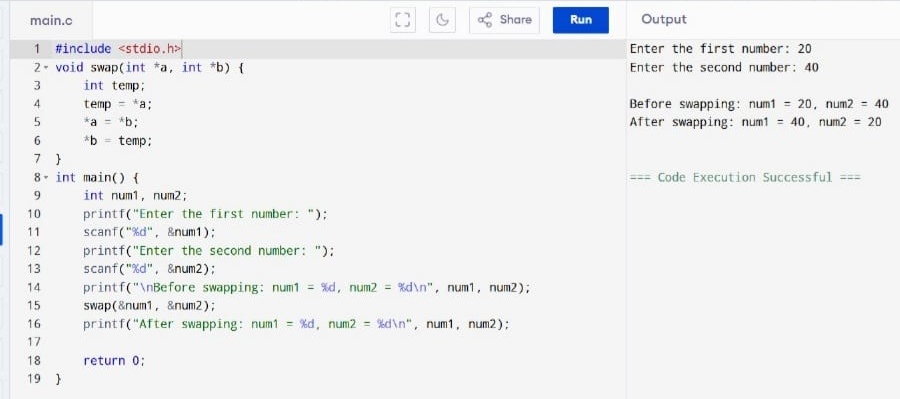 main.c
Share
Run
Output
1 #include <stdio.h>
2 void swap(int *a, int *b) {
3 int temp;
4 temp = *a;
5 *a = *b;
6 *b = temp;
7 }
8 int main() {
9 int num1, num2;
10 printf("Enter the first number: ");
11 scanf("%d", &num1);
12 printf("Enter the second number: ");
13 scanf("%d", &num2);
14 printf("\nBefore swapping: num1 = %d, num2 = %d\n", num1, num2);
15 swap(&num1, &num2);
16 printf("After swapping: num1 = %d, num2 = %d\n", num1, num2);
17
18 return 0;
19 }
Enter the first number: 20
Enter the second number: 40
Before swapping: num1 = 20, num2 = 40
After swapping: num1 = 40, num2 = 20
=== Code Execution Successful ===